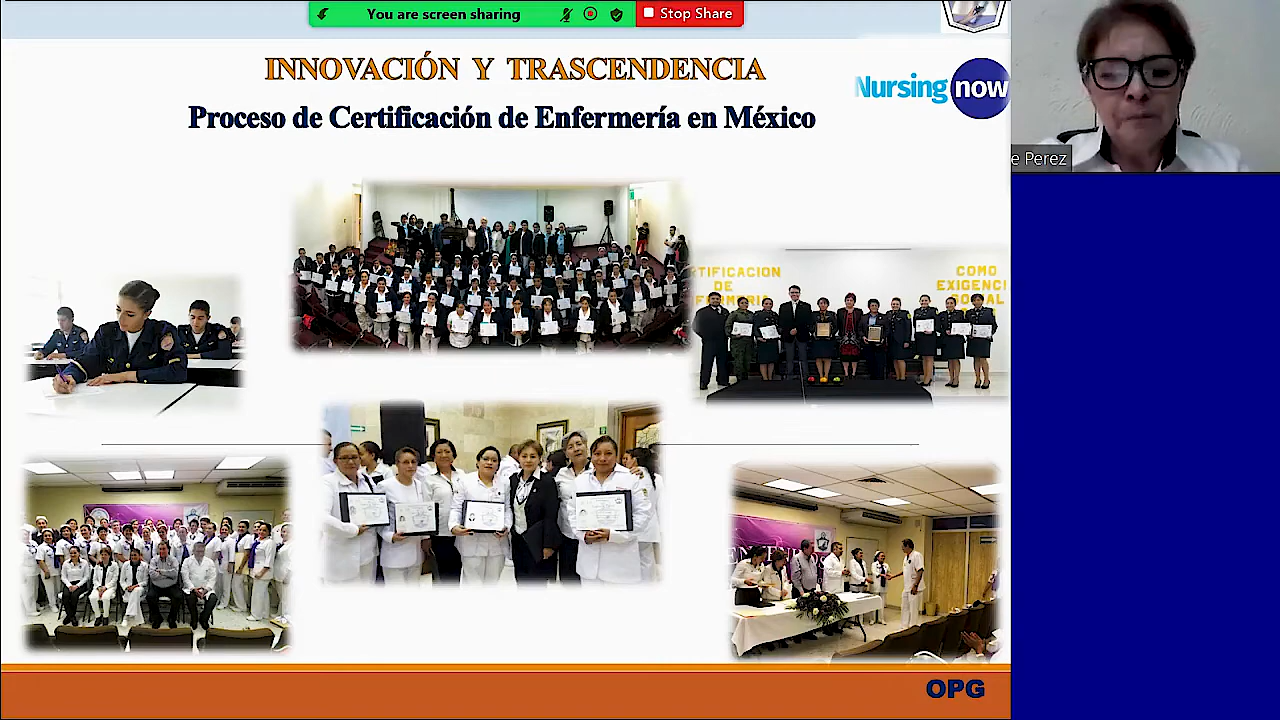 You are screen sharing
Stop Share
INNOVACIÓN Y TRASCENDENCIA
Nursing now
Proceso de Certificación de Enfermería en México
e Perez
TIFICACION
DE
COMO
EXIGENCI
OPG